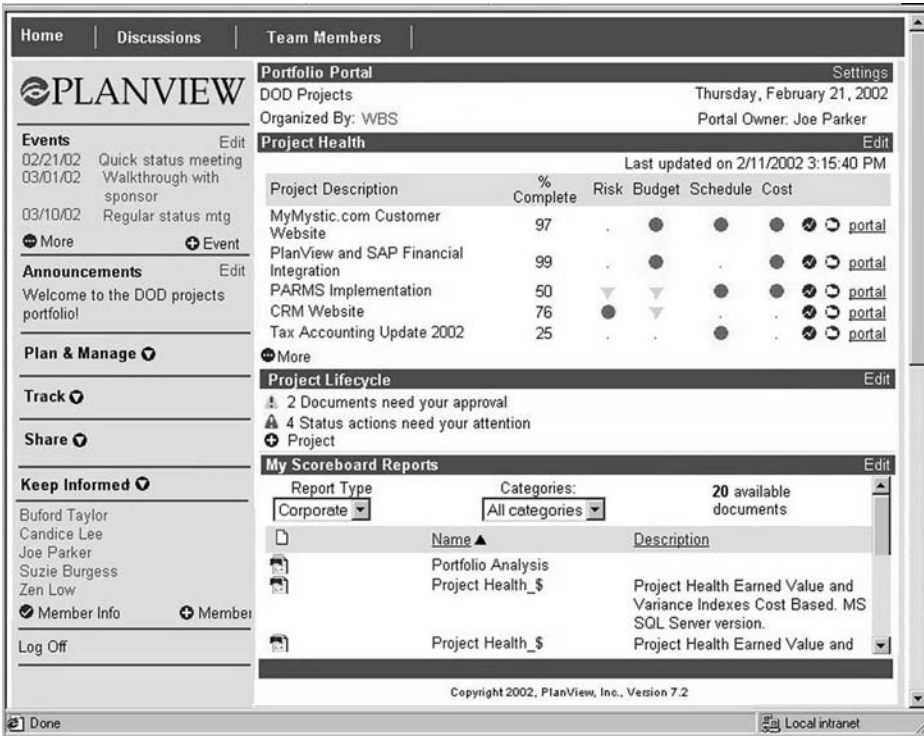 Home Discussions Team Members
PLANVIEW
Events Edit
02/21/02 Quick status meeting
03/01/02 Walkthrough with
sponsor
03/10/02 Regular status mtg
More Event
Announcements Edit
Welcome to the DOD projects
portfolio!
Plan & Manage
Track
Share
Keep Informed
Buford Taylor
Candice Lee
Joe Parker
Suzie Burgess
Zen Low
Member Info Member
Log Off
Portfolio Portal Settings
DOD Projects Thursday, February 21, 2002
Organized By: WBS Portal Owner: Joe Parker
Project Health Edit
Last updated on 2/11/2002 3:15:40 PM
Project Description % Complete Risk Budget Schedule Cost
MyMystic.com Customer
Website 97 portal
PlanView and SAP Financial
Integration 99 portal
PARMS Implementation 50 portal
CRM Website 76 portal
Tax Accounting Update 2002 25 portal
More
Project Lifecycle Edit
2 Documents need your approval
4 Status actions need your attention
Project
My Scoreboard Reports Edit
Report Type Categories: 20 available
Corporate All categories documents
Name Description
Portfolio Analysis
Project Health_$ Project Health Earned Value and
Variance Indexes Cost Based. MS
SQL Server version.
Project Health_$ Project Health Earned Value and
Copyright 2002, PlanView, Inc., Version 7.2
Done Local intranet